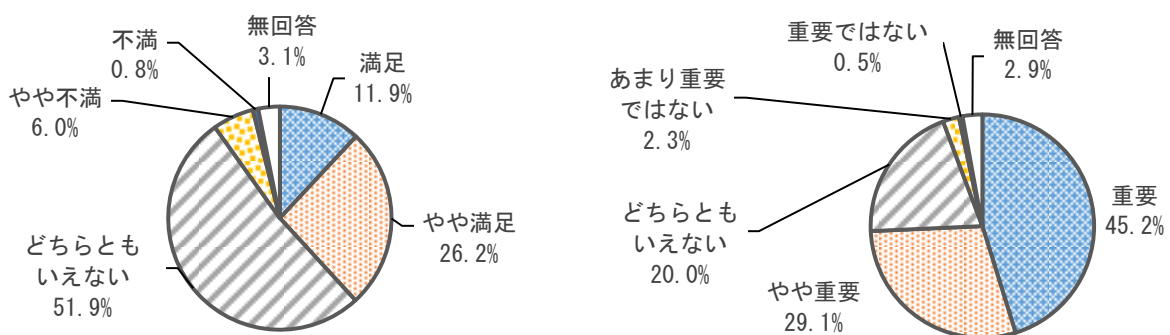 満足
11.9%
やや満足
26.2%
どちらとも
いえない
51.9%
やや不満
6.0%
不満
0.8%
無回答
3.1%
重要
45.2%
やや重要
29.1%
どちらとも
いえない
20.0%
あまり重要
ではない
2.3%
重要ではない
0.5%
無回答
2.9%